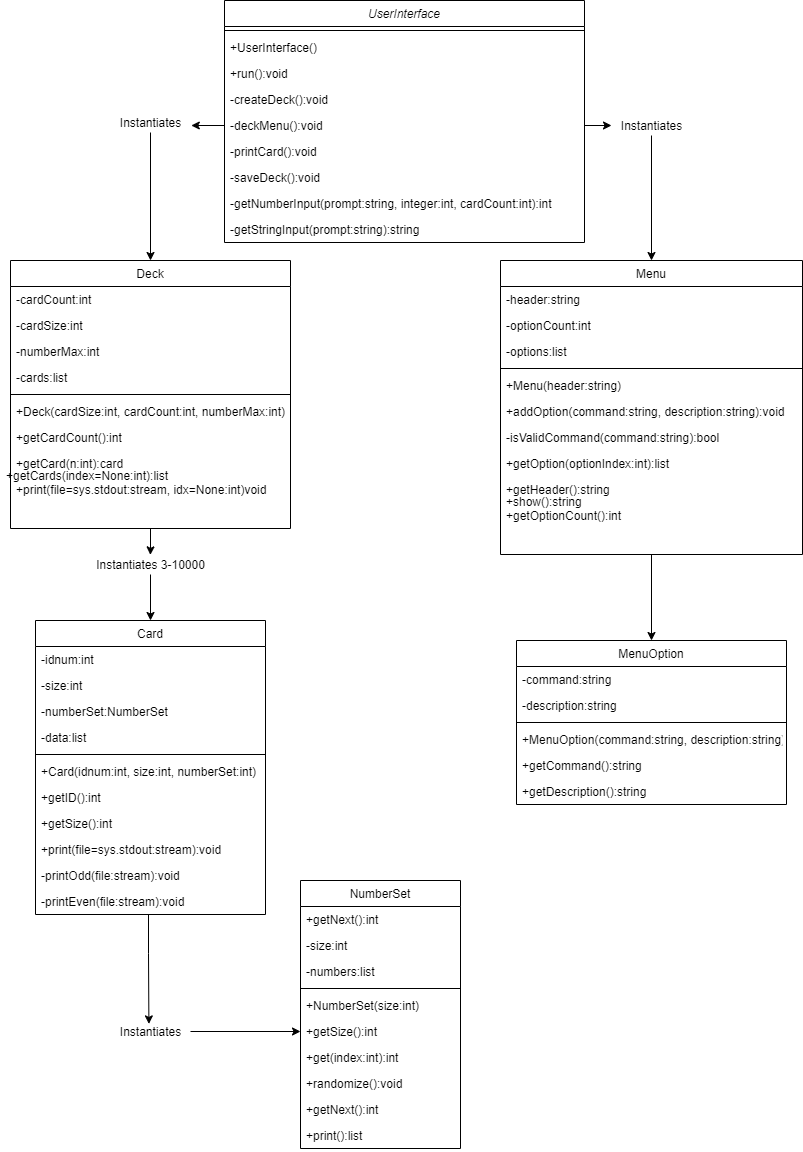 UserInterface
+UserInterface()
+run():void
-createDeck():void
-deckMenu():void
-printCard():void
-saveDeck():void
-getNumberInput(prompt:string, integer:int, cardCount:int):int
-getStringInput(prompt:string):string
Instantiates
Instantiates
Deck
-cardCount:int
-cardSize:int
-numberMax:int
-cards:list
+Deck(cardSize:int, cardCount:int, numberMax:int)
+getCardCount():int
+getCard(n:int):card
+getCards(index=None:int):list
+print(file=sys.stdout:stream, idx=None:int)void
Menu
-header:string
-optionCount:int
-options:list
+Menu(header:string)
+addOption(command:string, description:string):void
-isValidCommand(command:string):bool
+getOption(optionIndex:int):list
+getHeader():string
+show():string
+getOptionCount():int
Instantiates 3-10000
Card
-idnum:int
-size:int
-numberSet:NumberSet
-data:list
+Card(idnum:int, size:int, numberSet:int)
+getID():int
+getSize():int
+print(file=sys.stdout:stream):void
-printOdd(file:stream):void
-printEven(file:stream):void
MenuOption
-command:string
-description:string
+MenuOption(command:string, description:string
+getCommand():string
+getDescription():string
Instantiates
NumberSet
+getNext():int
-size:int
-numbers:list
+NumberSet(size:int)
+getSize():int
+get(index:int):int
+randomize():void
+getNext():int
+print():list